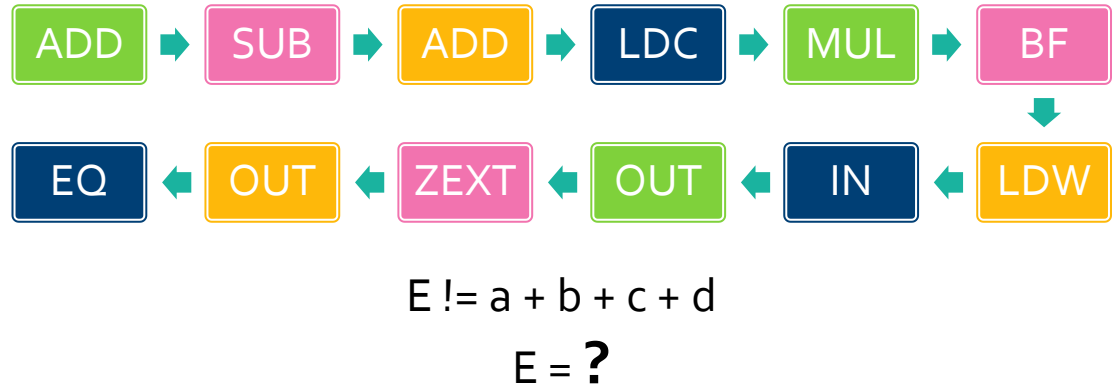 ADD SUB ADD LDC MUL BF
EQ OUT ZEXT OUT IN LDW
E != a + b + c + d
E = ?